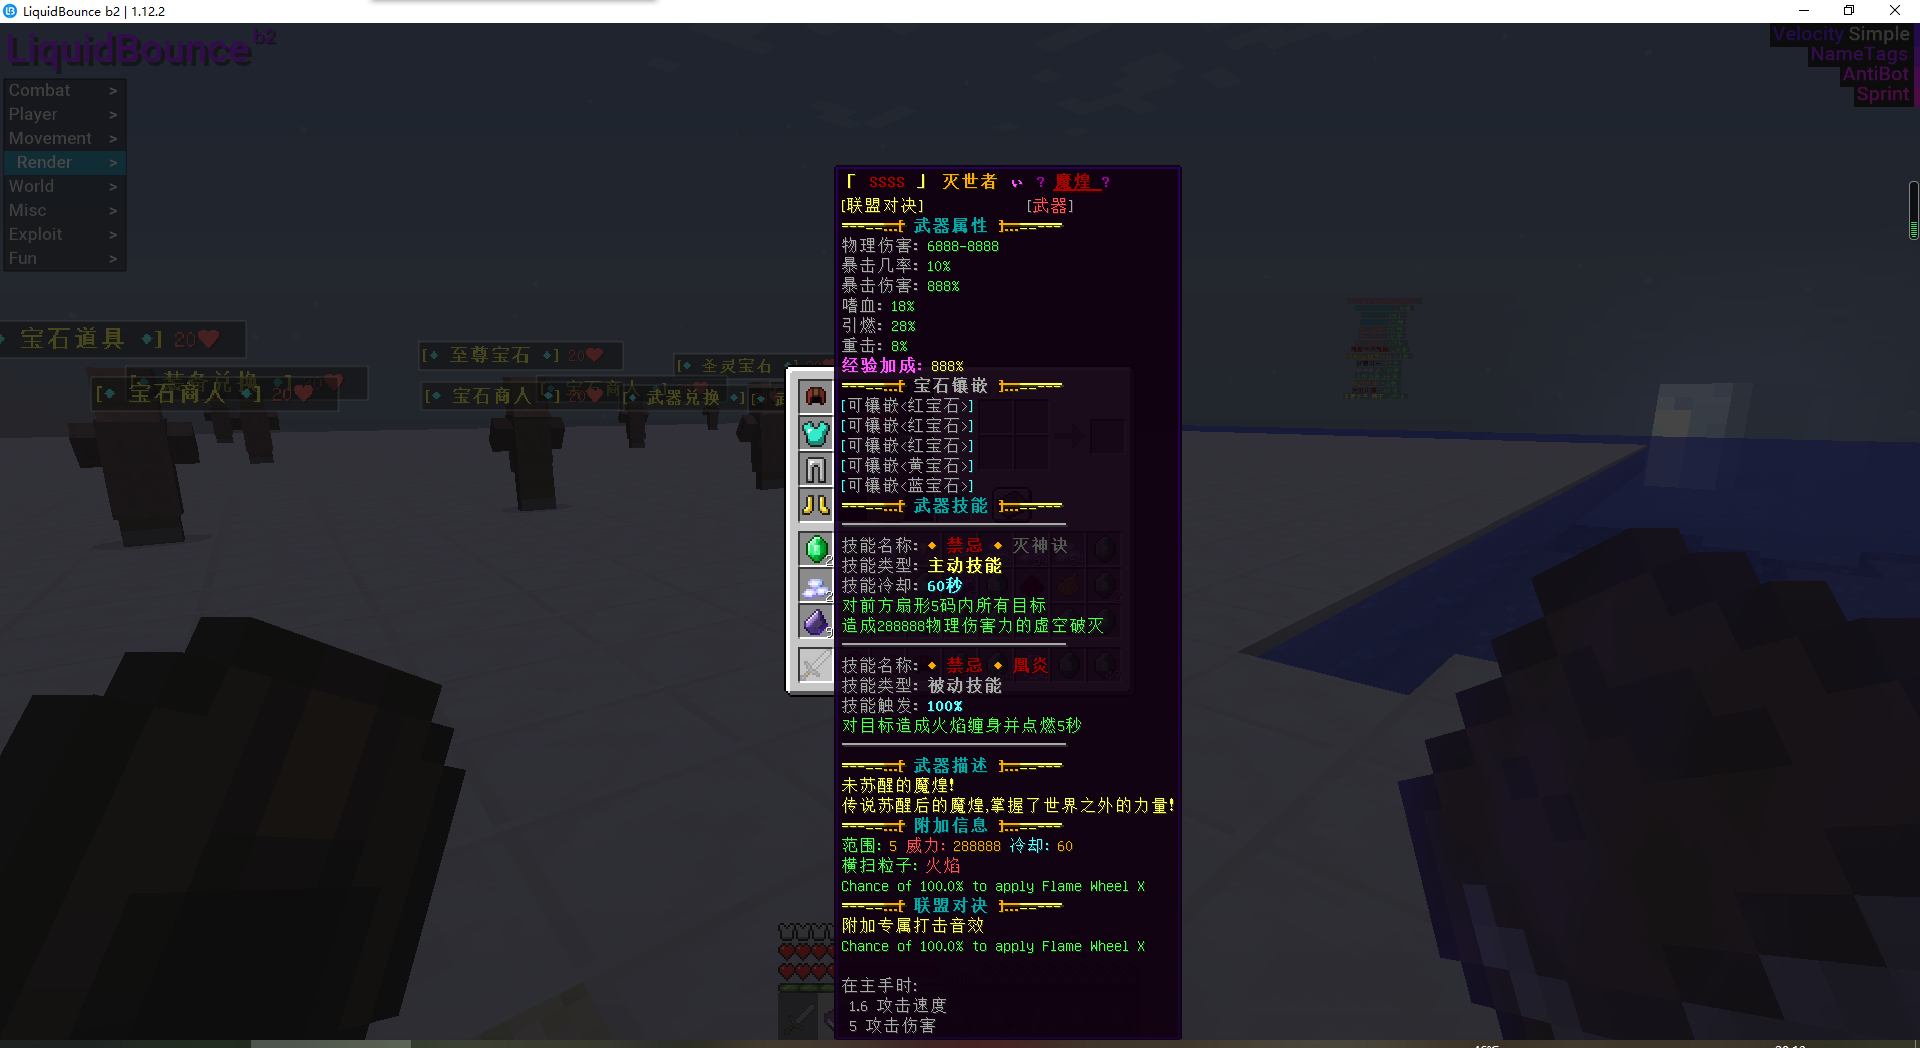 LiquidBounce b2 | 1.12.2
LiquidBounce b2
Combat >
Player >
Movement >
Render >
World >
Misc >
Exploit >
Fun >
Velocity Simple
NameTags
AntiBot
Sprint
宝石道具 ] 20
[ 至尊宝石 ] 20
[ 圣灵宝石
装备兑换 ]
[ 宝石商人 ] 20
[ 宝石商人 ]
宝石商人
20
[ 武器兑换 ]
「 SSSS 」 灭世者 ? 魔煌 ?
[联盟对决] [武器]
武器属性
物理伤害: 6888-8888
暴击几率: 10%
暴击伤害: 888%
嗜血: 18%
引燃: 28%
重击: 8%
经验加成: 888%
宝石镶嵌
[可镶嵌<红宝石>]
[可镶嵌<红宝石>]
[可镶嵌<红宝石>]
[可镶嵌<黄宝石>]
[可镶嵌<蓝宝石>]
武器技能
技能名称: 🔸 禁忌 🔸 灭神诀
技能类型: 主动技能
技能冷却: 60秒
对前方扇形5码内所有目标
造成288888物理伤害力的虚空破灭
技能名称: 🔸 禁忌 🔸 凰炎
技能类型: 被动技能
技能触发: 100%
对目标造成火焰缠身并点燃5秒
武器描述
未苏醒的魔煌!
传说苏醒后的魔煌,掌握了世界之外的力量!
附加信息
范围: 5 威力: 288888 冷却: 60
横扫粒子: 火焰
Chance of 100.0% to apply Flame Wheel X
联盟对决
附加专属打击音效
Chance of 100.0% to apply Flame Wheel X
在主手时:
1.6 攻击速度
5 攻击伤害